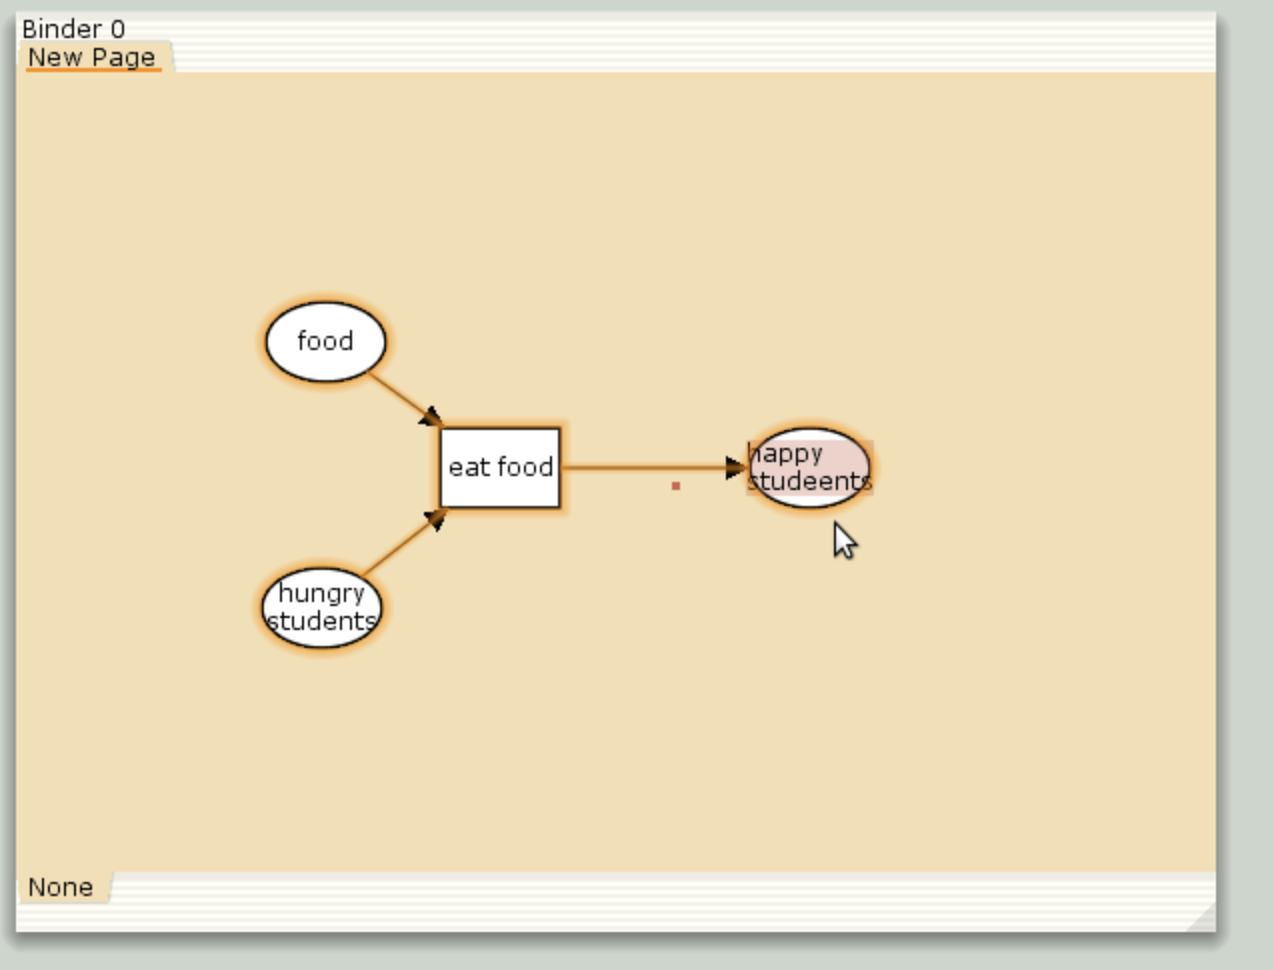 Binder 0
New Page
food
eat food
happy
studeents
hungry
students
None